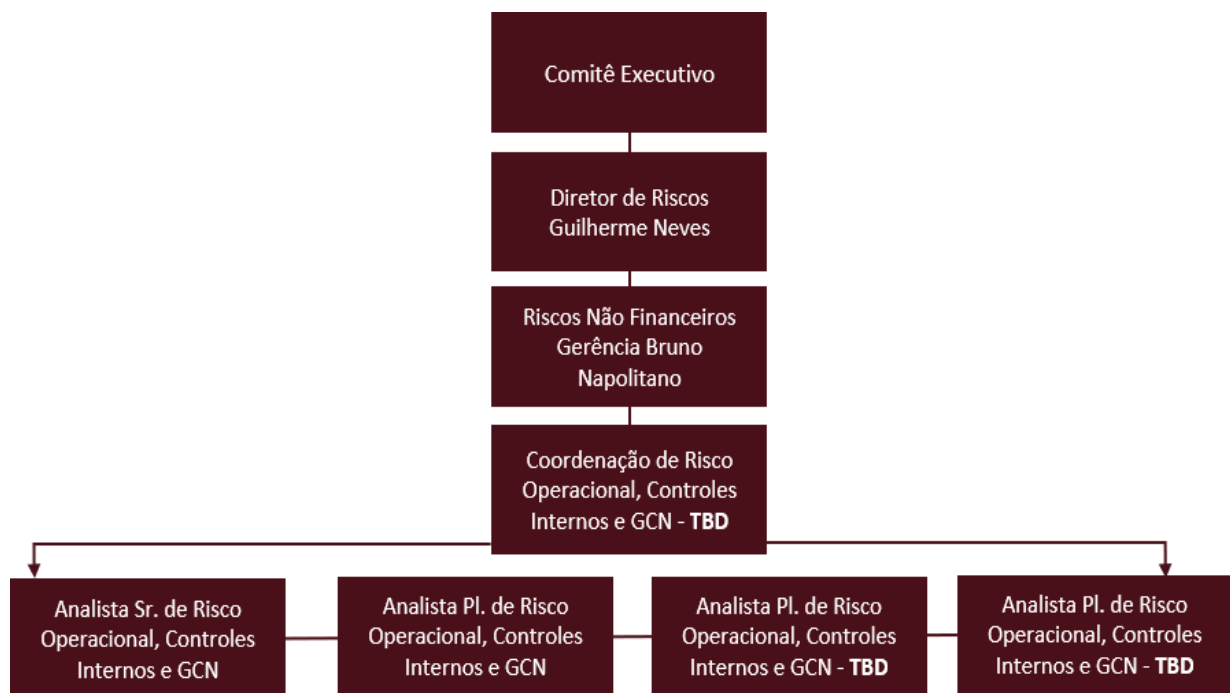 Comitê Executivo
Diretor de Riscos
Guilherme Neves
Riscos Não Financeiros
Gerência Bruno
Napolitano
Coordenação de Risco
Operacional, Controles
Internos e GCN - TBD
Analista Sr. de Risco
Operacional, Controles
Internos e GCN
Analista Pl. de Risco
Operacional, Controles
Internos e GCN
Analista Pl. de Risco
Operacional, Controles
Internos e GCN - TBD
Analista Pl. de Risco
Operacional, Controles
Internos e GCN - TBD